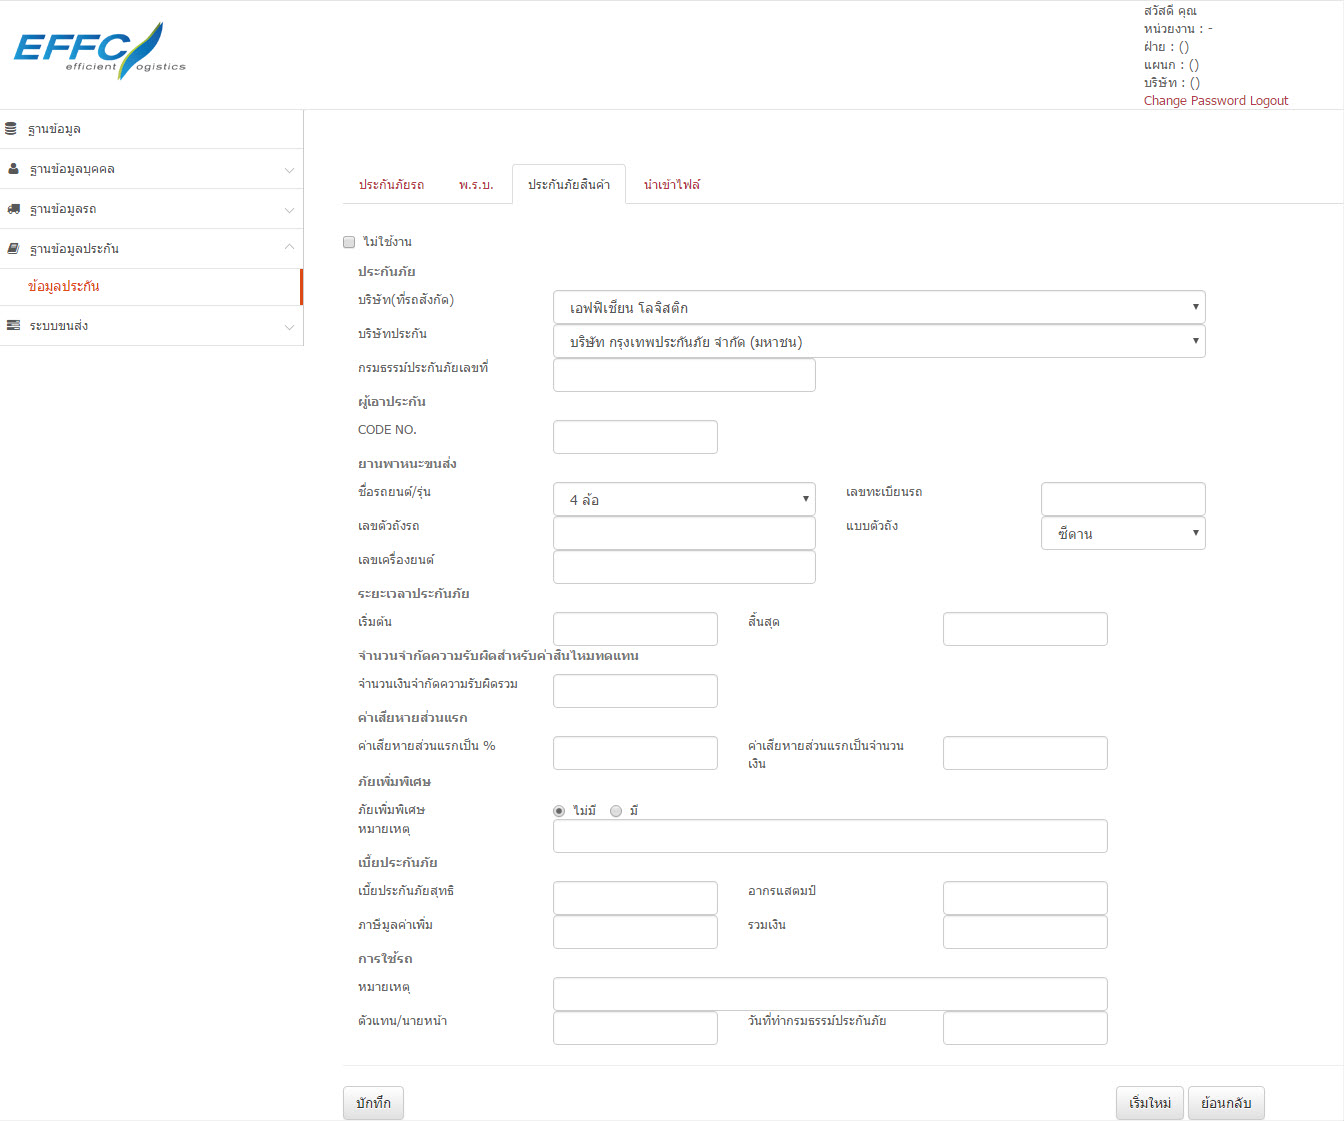 EFFC
efficient ogistics
สวัสดี คุณ
หน่วยงาน : -
ฝ่าย : ()
แผนก : ()
บริษัท : ()
Change Password Logout
ฐานข้อมูล
ฐานข้อมูลบุคคล
ฐานข้อมูลรถ
ฐานข้อมูลประกัน
ข้อมูลประกัน
ระบบขนส่ง
ประกันภัยรถ พ.ร.บ. ประกันภัยสินค้า นำเข้าไฟล์
ไม่ใช้งาน
ประกันภัย
บริษัท(ที่รถสังกัด) เอฟฟิเชี่ยน โลจิสติก
บริษัทประกัน บริษัท กรุงเทพประกันภัย จำกัด (มหาชน)
กรมธรรม์ประกันภัยเลขที่
ผู้เอาประกัน
CODE NO.
ยานพาหนะขนส่ง
ชื่อรถยนต์/รุ่น 4 ล้อ เลขทะเบียนรถ
เลขตัวถังรถ แบบตัวถัง ซีดาน
เลขเครื่องยนต์
ระยะเวลาประกันภัย
เริ่มต้น สิ้นสุด
จำนวนจำกัดความรับผิดสำหรับค่าสินไหมทดแทน
จำนวนเงินจำกัดความรับผิดรวม
ค่าเสียหายส่วนแรก
ค่าเสียหายส่วนแรกเป็น % ค่าเสียหายส่วนแรกเป็นจำนวน
เงิน
ภัยเพิ่มพิเศษ
ภัยเพิ่มพิเศษ ไม่มี มี
หมายเหตุ
เบี้ยประกันภัย
เบี้ยประกันภัยสุทธิ อากรแสตมป์
ภาษีมูลค่าเพิ่ม รวมเงิน
การใช้รถ
หมายเหตุ
ตัวแทน/นายหน้า วันที่ทำกรมธรรม์ประกันภัย
บักทึก เริ่มใหม่ ย้อนกลับ